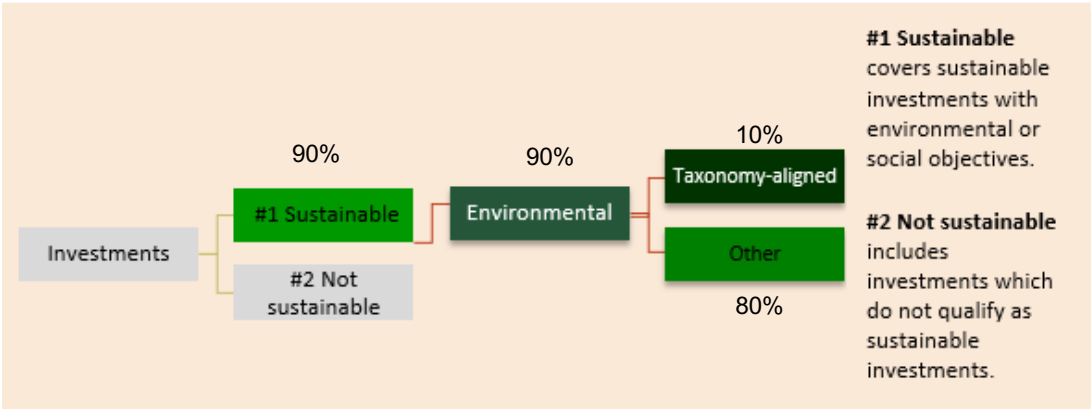 90%
90%
10%
Investments
#1 Sustainable
#2 Not
sustainable
Environmental
Taxonomy-aligned
Other
80%
#1 Sustainable
covers sustainable
investments with
environmental or
social objectives.
#2 Not sustainable
includes
investments which
do not qualify as
sustainable
investments.